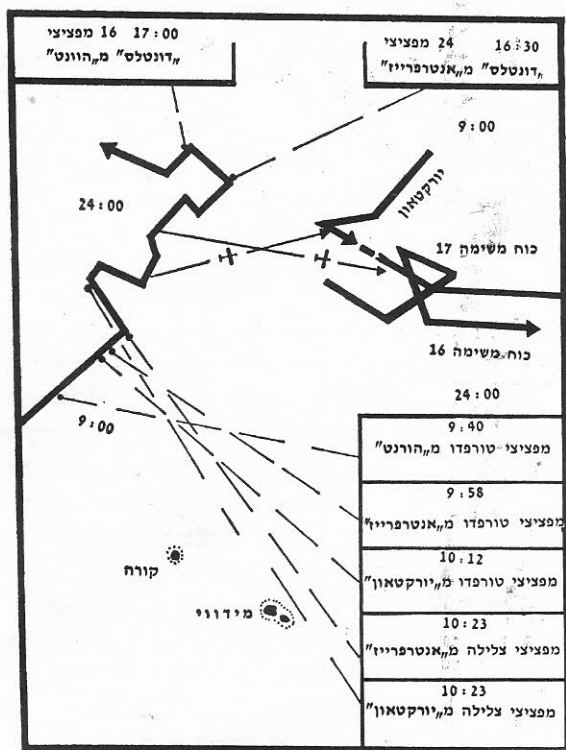 17:00 16 מפציצי
"דונטלס" מ„הוונט"
16:30 24 מפציצי
"דונטלס" מ„אנטרפרייז"
9:00
יורקטאון
24:00
כוח משימה 17
כוח משימה 16
24:00
9:00
9:40
מפציצי טורפדו מ„הורנט"
9:58
מפציצי טורפדו מ„אנטרפרייז"
10:12
מפציצי טורפדו מ„יורקטאון"
10:23
מפציצי צלילה מ„אנטרפרייז"
10:23
מפציצי צלילה מ„יורקטאון"
קורה
מידווי